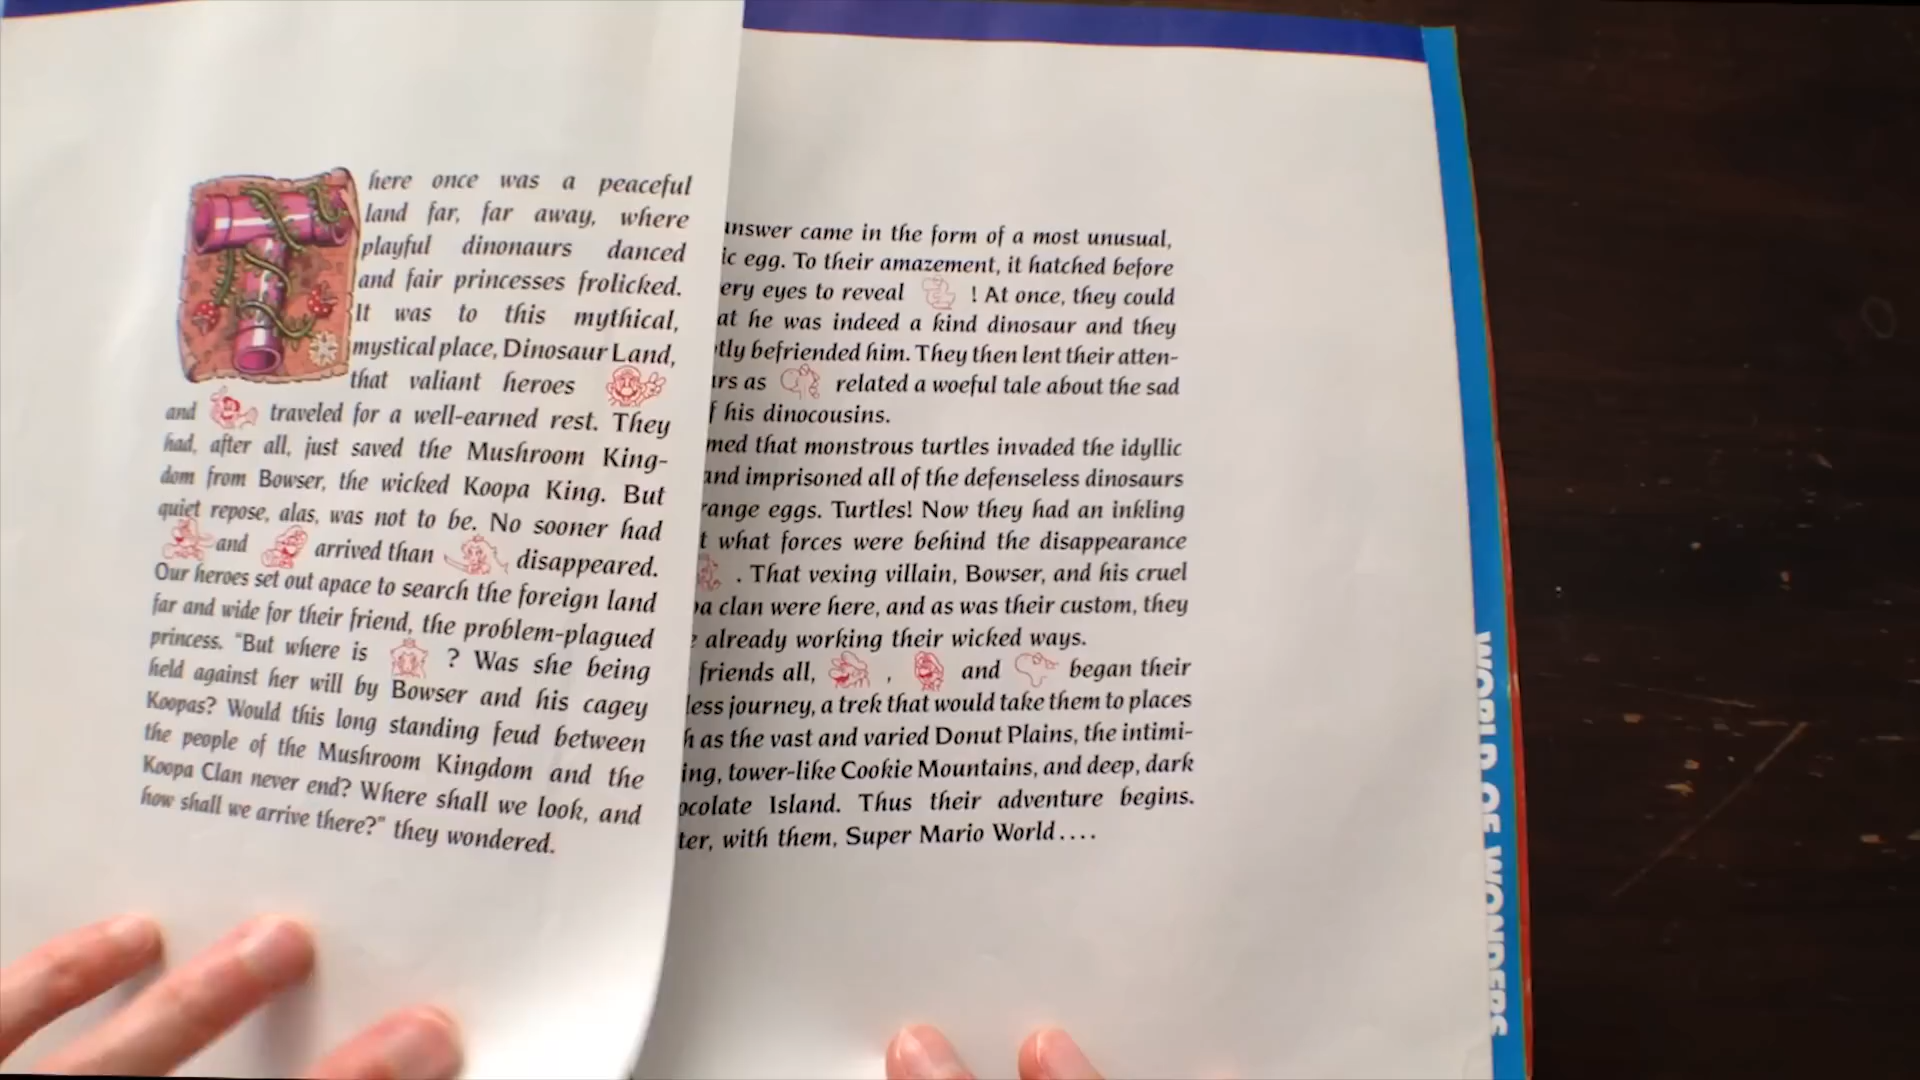 here once was a peaceful
land far, far away, where
playful dinonaurs danced
and fair princesses frolicked.
It was to this mythical,
mystical place, Dinosaur Land,
that valiant heroes
and traveled for a well-earned rest. They
had, after all, just saved the Mushroom King-
dom from Bowser, the wicked Koopa King. But
quiet repose, alas, was not to be. No sooner had
and arrived than disappeared.
Our heroes set out apace to search the foreign land
far and wide for their friend, the problem-plagued
princess. "But where is ? Was she being
held against her will by Bowser and his cagey
Koopas? Would this long standing feud between
the people of the Mushroom Kingdom and the
Koopa Clan never end? Where shall we look, and
how shall we arrive there?" they wondered.
answer came in the form of a most unusual,
ic egg. To their amazement, it hatched before
ery eyes to reveal ! At once, they could
at he was indeed a kind dinosaur and they
tly befriended him. They then lent their atten-
rs as related a woeful tale about the sad
f his dinocousins.
med that monstrous turtles invaded the idyllic
and imprisoned all of the defenseless dinosaurs
range eggs. Turtles! Now they had an inkling
t what forces were behind the disappearance
. That vexing villain, Bowser, and his cruel
a clan were here, and as was their custom, they
e already working their wicked ways.
friends all, , and began their
less journey, a trek that would take them to places
h as the vast and varied Donut Plains, the intimi-
ing, tower-like Cookie Mountains, and deep, dark
ocolate Island. Thus their adventure begins.
ter, with them, Super Mario World....
WORLD OF WONDERS